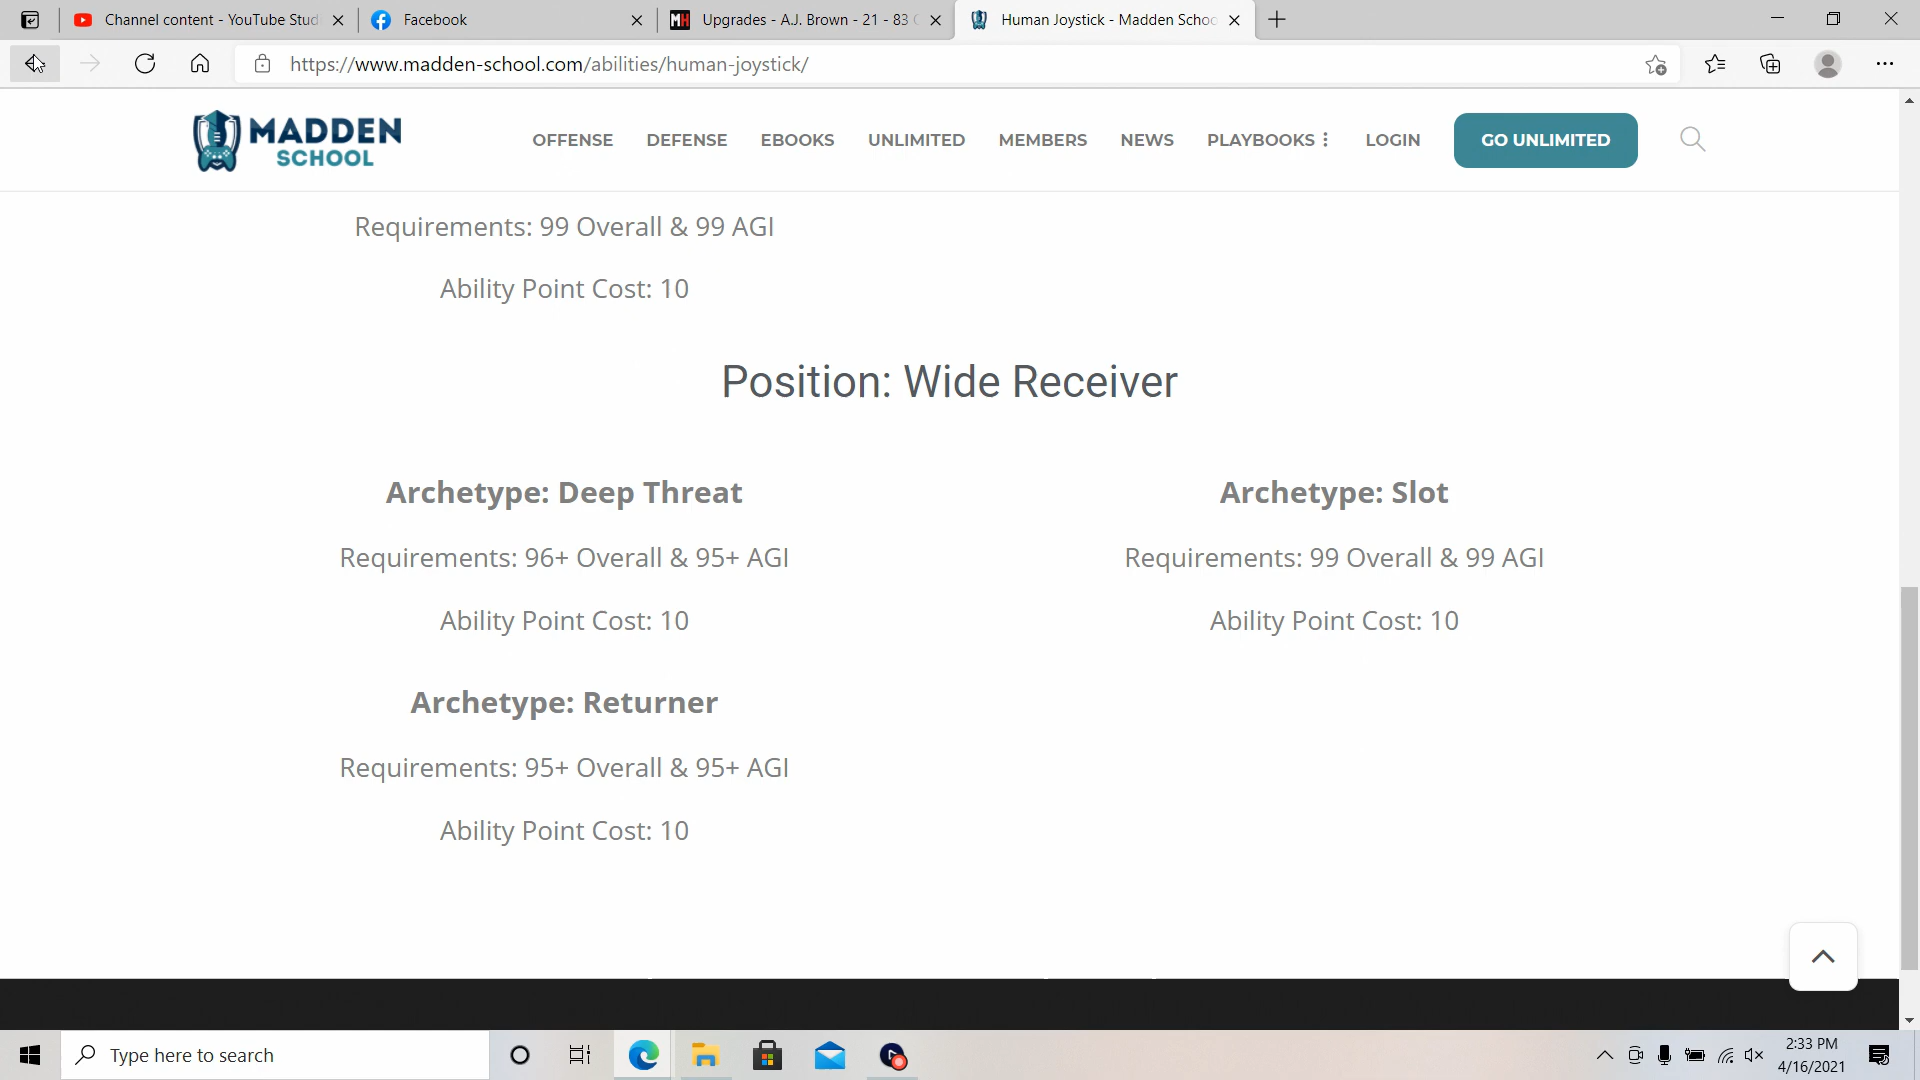 Channel content - YouTube Stud
Facebook
MH Upgrades - A.J. Brown - 21 - 83
Human Joystick - Madden Schoo
https://www.madden-school.com/abilities/human-joystick/
MADDEN
SCHOOL
OFFENSE DEFENSE EBOOKS UNLIMITED MEMBERS NEWS PLAYBOOKS LOGIN GO UNLIMITED
Requirements: 99 Overall & 99 AGI
Ability Point Cost: 10
Position: Wide Receiver
Archetype: Deep Threat
Requirements: 96+ Overall & 95+ AGI
Ability Point Cost: 10
Archetype: Slot
Requirements: 99 Overall & 99 AGI
Ability Point Cost: 10
Archetype: Returner
Requirements: 95+ Overall & 95+ AGI
Ability Point Cost: 10
Type here to search
2:33 PM
4/16/2021